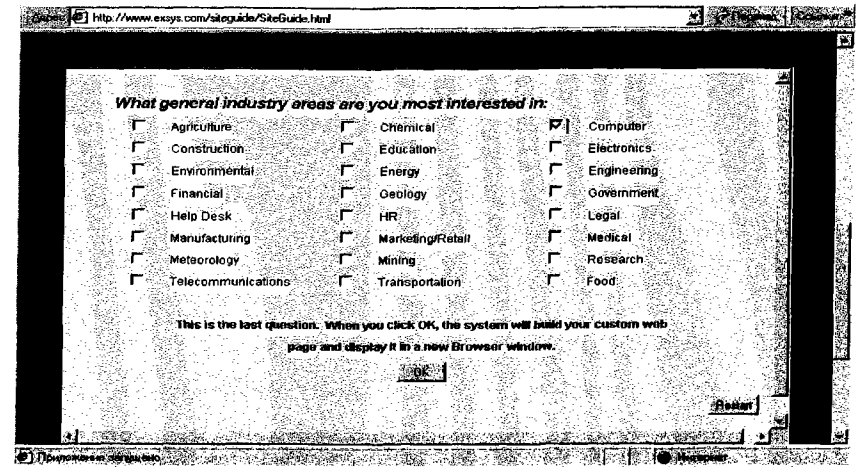 http://www.exsys.com/siteguide/SiteGuide.html
What general industry areas are you most interested in:
Agriculture Chemical Computer
Construction Education Electronics
Environmental Energy Engineering
Financial Geology Government
Help Desk HR Legal
Manufacturing Marketing/Retail Medical
Meteorology Mining Research
Telecommunications Transportation Food
This is the last question. When you click OK, the system will build your custom web
page and display it in a new Browser window.
OK
Restart